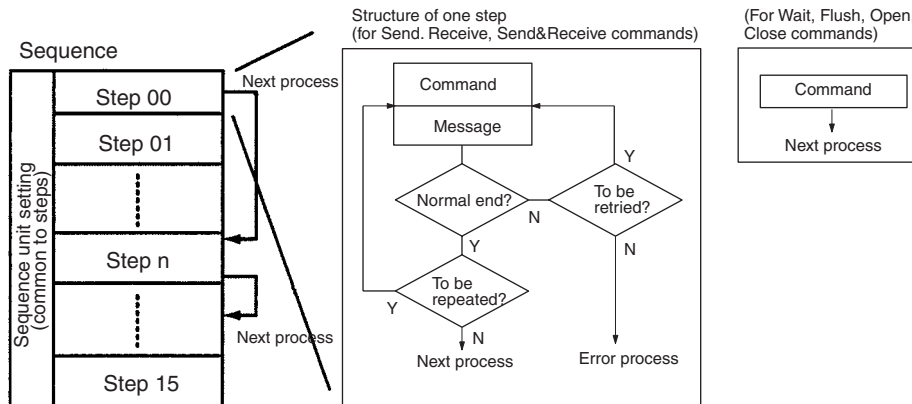 Sequence
Sequence unit setting
(common to steps)
Step 00
Step 01
Step n
Step 15
Next process
Next process
Structure of one step
(for Send. Receive, Send&Receive commands)
Command
Message
Normal end?
N
To be
retried?
Y
N
Y
To be
repeated?
Y
N
Next process
Error process
(For Wait, Flush, Open
Close commands)
Command
Next process